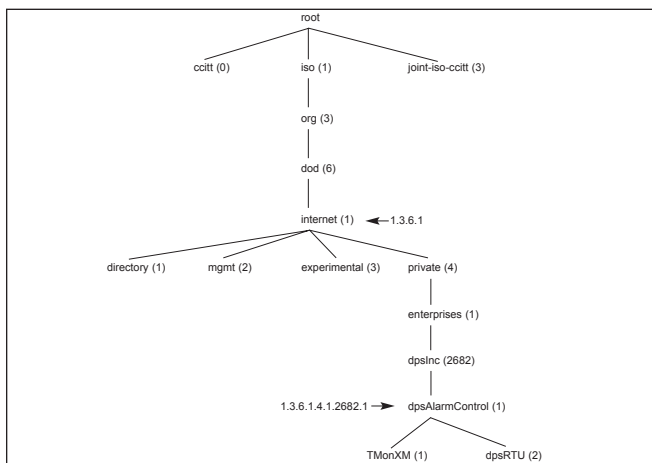 root
ccitt (0) iso (1) joint-iso-ccitt (3)
org (3)
dod (6)
internet (1) 1.3.6.1
directory (1) mgmt (2) experimental (3) private (4)
enterprises (1)
dpsInc (2682)
1.3.6.1.4.1.2682.1 dpsAlarmControl (1)
TMonXM (1) dpsRTU (2)